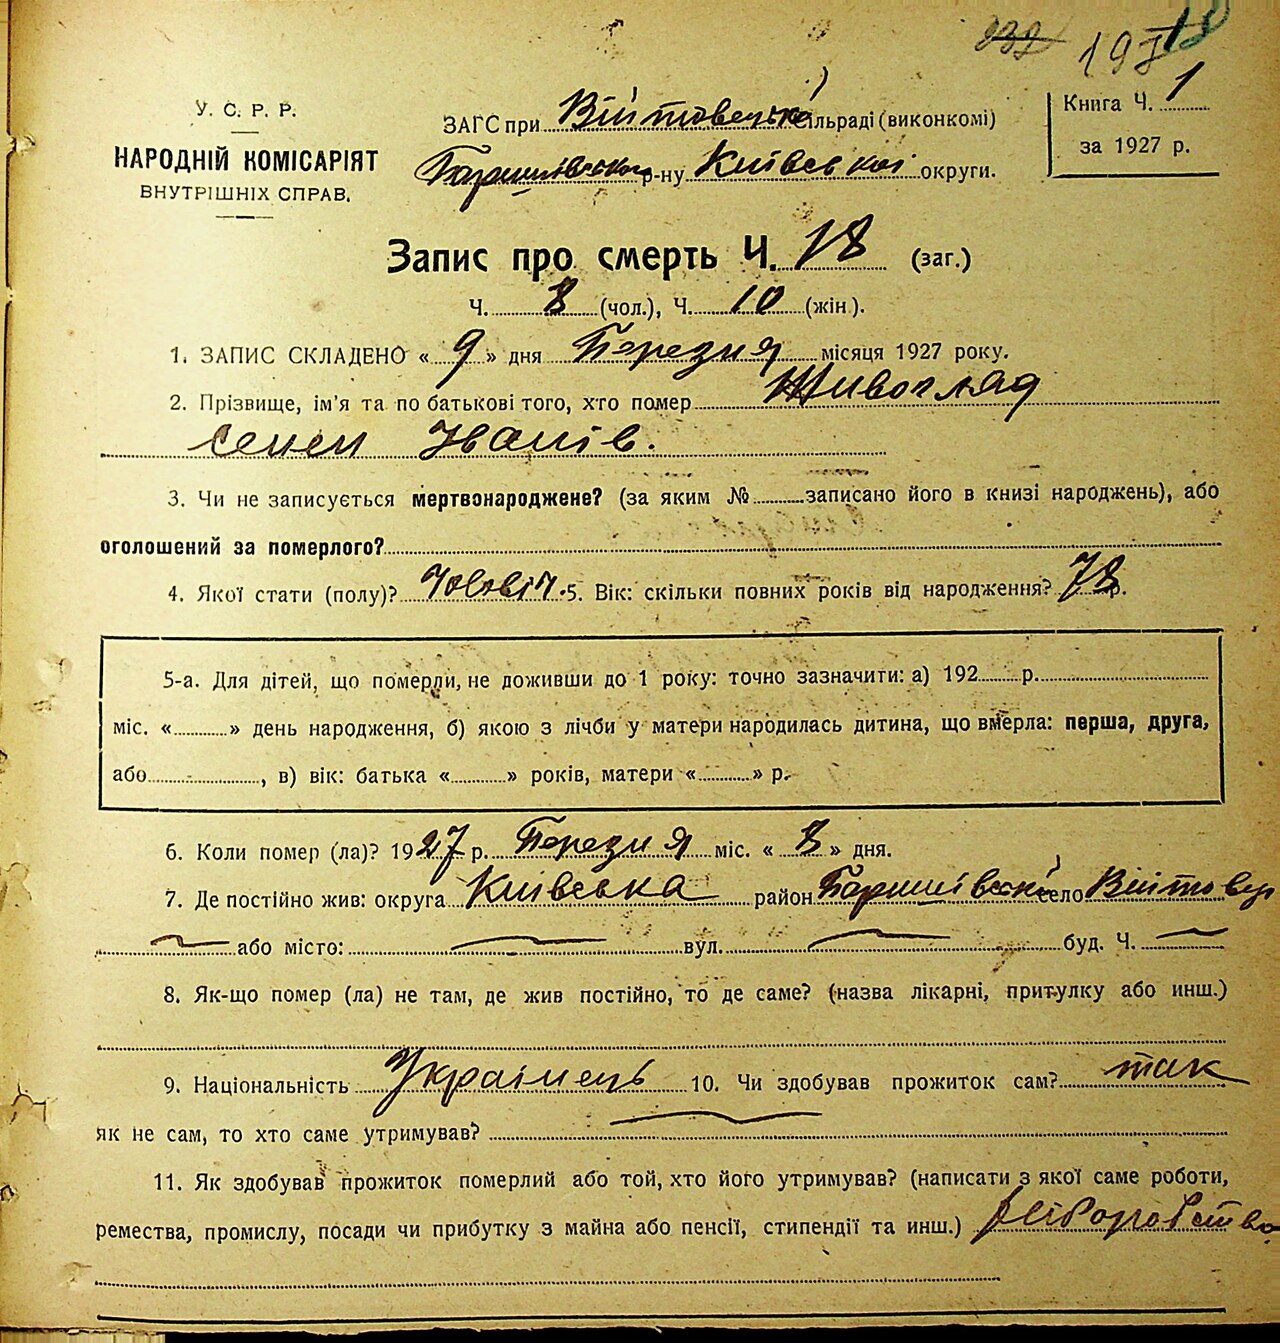 232 197
У. С. Р. Р.
НАРОДНІЙ КОМІСАРІЯТ
ВНУТРІШНІХ СПРАВ.
ЗАГС при Війтовецькій сільраді (виконкомі)
Баришівського р-ну Київської округи.
Книга Ч. 1
за 1927 р.
Запис про смерть Ч. 18 (заг.)
Ч. 8 (чол.), Ч. 10 (жін).
1. ЗАПИС СКЛАДЕНО « 9 » дня Березня місяця 1927 року.
2. Прізвище, ім'я та по батькові того, хто помер Живогляд
Семен Іванів.
3. Чи не записується мертвонароджене? (за яким № записано його в книзі народжень), або
оголошений за померлого?
4. Якої стати (полу)? Чоловіч. 5. Вік: скільки повних років від народження? 78 р.
5-а. Для дітей, що померли, не доживши до 1 року: точно зазначити: а) 192 р.
міс. « » день народження, б) якою з лічби у матери народилась дитина, що вмерла: перша, друга,
або , в) вік: батька « » років, матери « » р.
6. Коли помер (ла)? 1927 р. Березня міс. « 8 » дня.
7. Де постійно жив: округа Київська район Баришівській село Війтовці
або місто: вул. буд. Ч.
8. Як-що помер (ла) не там, де жив постійно, то де саме? (назва лікарні, притулку або инш.)
9. Національність Українець 10. Чи здобував прожиток сам? так
як не сам, то хто саме утримував?
11. Як здобував прожиток померлий або той, хто його утримував? (написати з якої саме роботи,
ремества, промислу, посади чи прибутку з майна або пенсії, стипендії та инш.) хліборобство